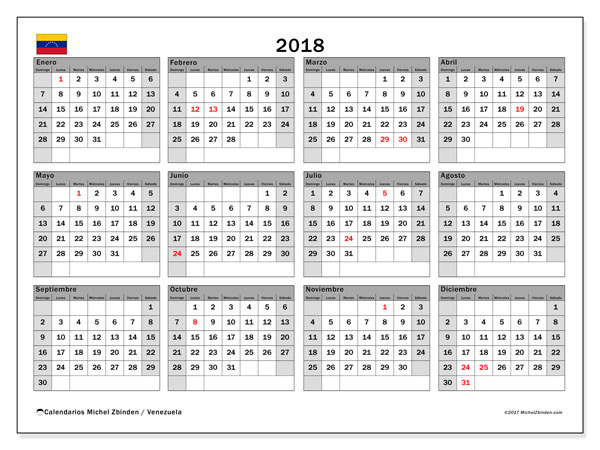 2018
Enero
Domingo Lunes Martes Miércoles Jueves Viernes Sábado
1 2 3 4 5 6
7 8 9 10 11 12 13
14 15 16 17 18 19 20
21 22 23 24 25 26 27
28 29 30 31
Febrero
Domingo Lunes Martes Miércoles Jueves Viernes Sábado
1 2 3
4 5 6 7 8 9 10
11 12 13 14 15 16 17
18 19 20 21 22 23 24
25 26 27 28
Marzo
Domingo Lunes Martes Miércoles Jueves Viernes Sábado
1 2 3
4 5 6 7 8 9 10
11 12 13 14 15 16 17
18 19 20 21 22 23 24
25 26 27 28 29 30 31
Abril
Domingo Lunes Martes Miércoles Jueves Viernes Sábado
1 2 3 4 5 6 7
8 9 10 11 12 13 14
15 16 17 18 19 20 21
22 23 24 25 26 27 28
29 30
Mayo
Domingo Lunes Martes Miércoles Jueves Viernes Sábado
1 2 3 4 5
6 7 8 9 10 11 12
13 14 15 16 17 18 19
20 21 22 23 24 25 26
27 28 29 30 31
Junio
Domingo Lunes Martes Miércoles Jueves Viernes Sábado
1 2
3 4 5 6 7 8 9
10 11 12 13 14 15 16
17 18 19 20 21 22 23
24 25 26 27 28 29 30
Julio
Domingo Lunes Martes Miércoles Jueves Viernes Sábado
1 2 3 4 5 6 7
8 9 10 11 12 13 14
15 16 17 18 19 20 21
22 23 24 25 26 27 28
29 30 31
Agosto
Domingo Lunes Martes Miércoles Jueves Viernes Sábado
1 2 3 4
5 6 7 8 9 10 11
12 13 14 15 16 17 18
19 20 21 22 23 24 25
26 27 28 29 30 31
Septiembre
Domingo Lunes Martes Miércoles Jueves Viernes Sábado
1
2 3 4 5 6 7 8
9 10 11 12 13 14 15
16 17 18 19 20 21 22
23 24 25 26 27 28 29
30
Octubre
Domingo Lunes Martes Miércoles Jueves Viernes Sábado
1 2 3 4 5 6
7 8 9 10 11 12 13
14 15 16 17 18 19 20
21 22 23 24 25 26 27
28 29 30 31
Noviembre
Domingo Lunes Martes Miércoles Jueves Viernes Sábado
1 2 3
4 5 6 7 8 9 10
11 12 13 14 15 16 17
18 19 20 21 22 23 24
25 26 27 28 29 30
Diciembre
Domingo Lunes Martes Miércoles Jueves Viernes Sábado
1
2 3 4 5 6 7 8
9 10 11 12 13 14 15
16 17 18 19 20 21 22
23 24 25 26 27 28 29
30 31
Calendarios Michel Zbinden / Venezuela
©2017 MichelZbinden.com